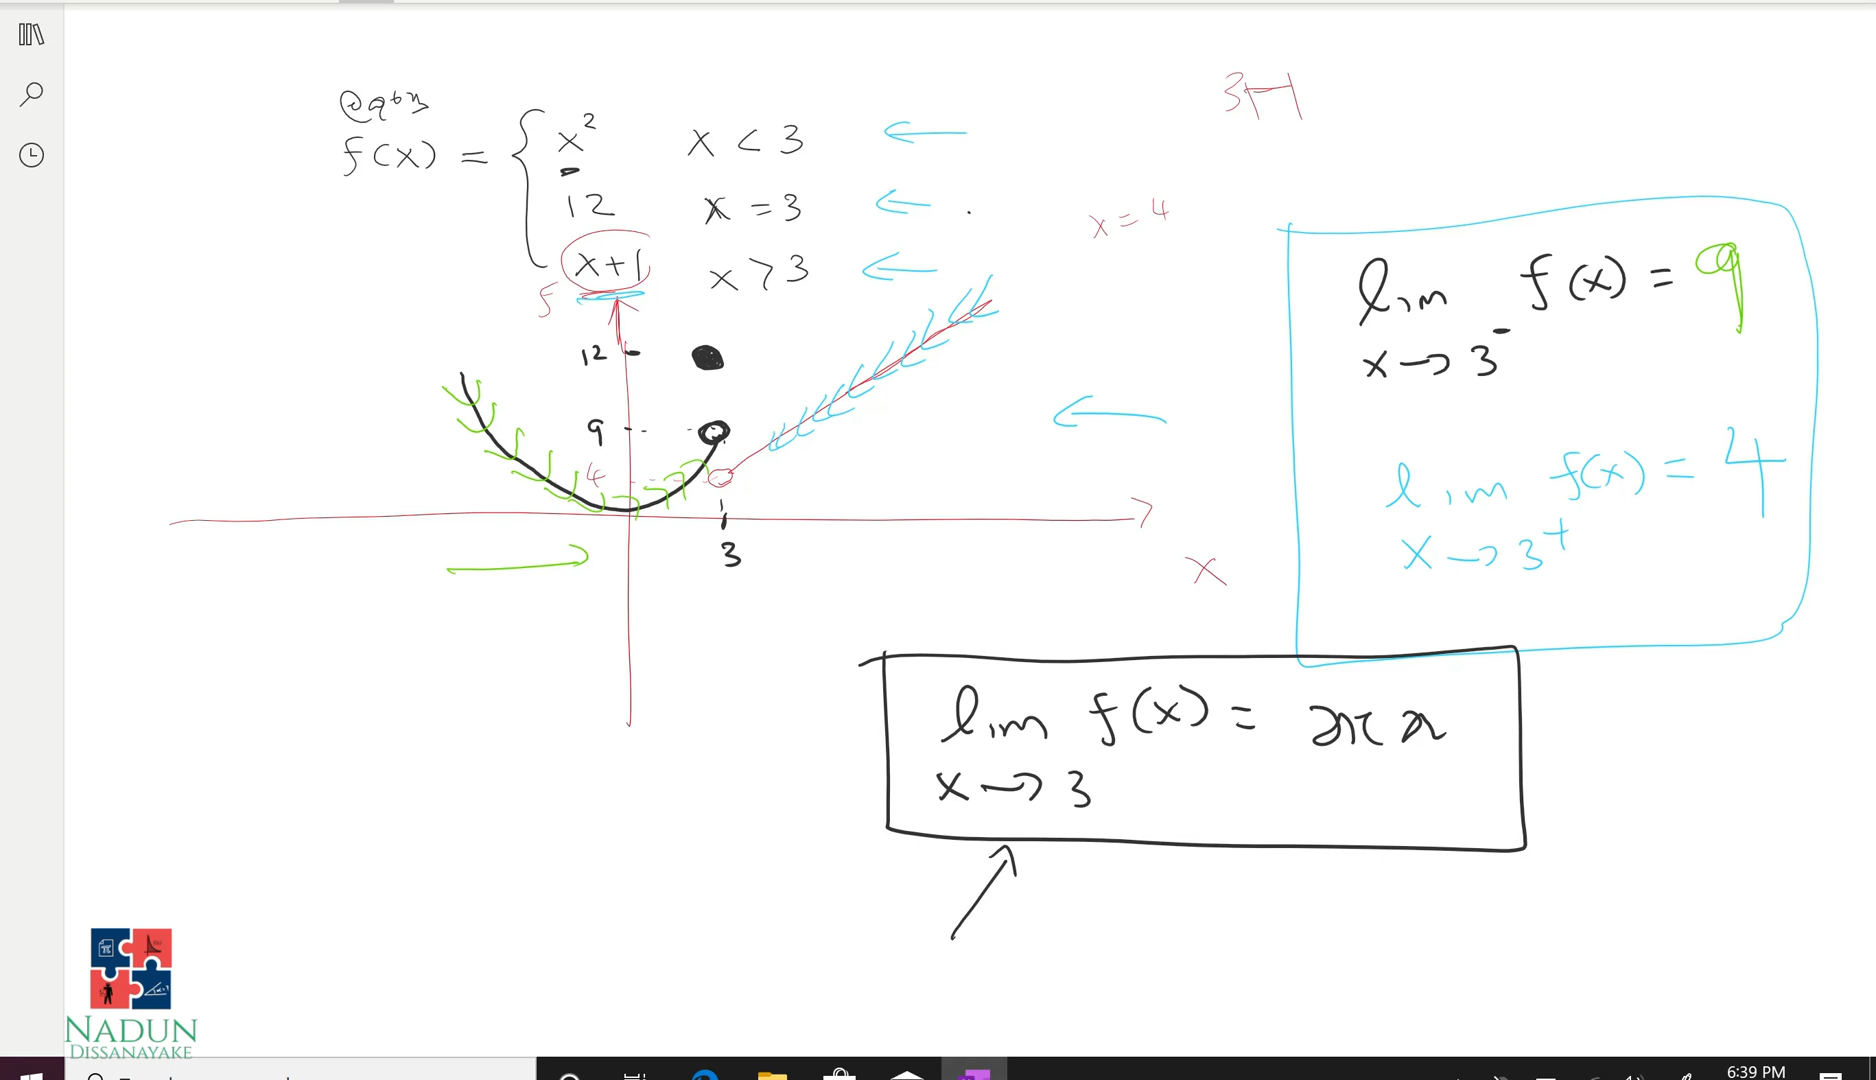 f(x) = { x² x < 3
12 x = 3
x+1 x > 3
5
3
x = 4
12
9
4
3
x
lim f(x) = 9
x → 3⁻
lim f(x) = 4
x → 3⁺
lim f(x) =
x → 3
NADUN
DISSANAYAKE
6:39 PM